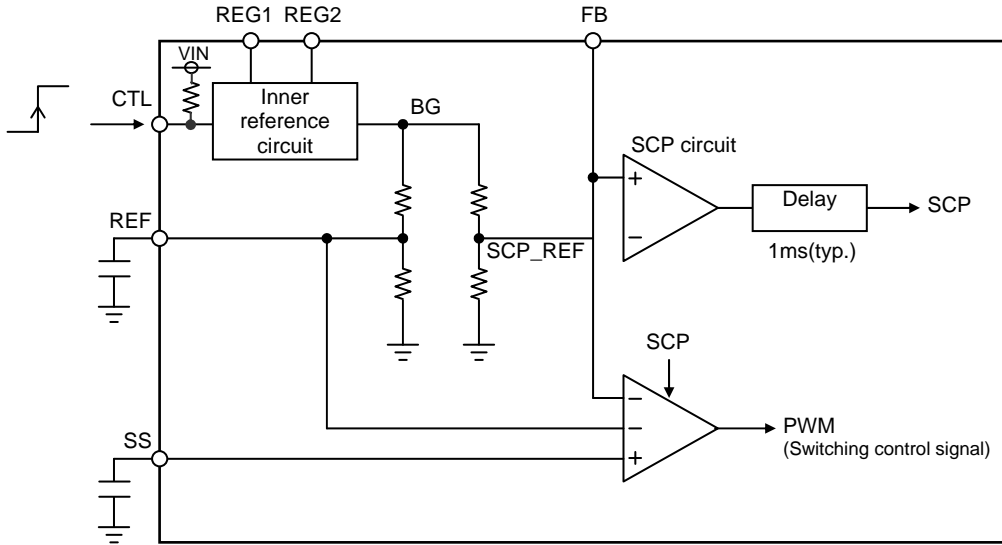 REG1 REG2 FB
VIN
CTL
Inner
reference
circuit
BG
SCP circuit
+
−
Delay
SCP
1ms(typ.)
REF
SCP_REF
SCP
−
−
+
PWM
(Switching control signal)
SS